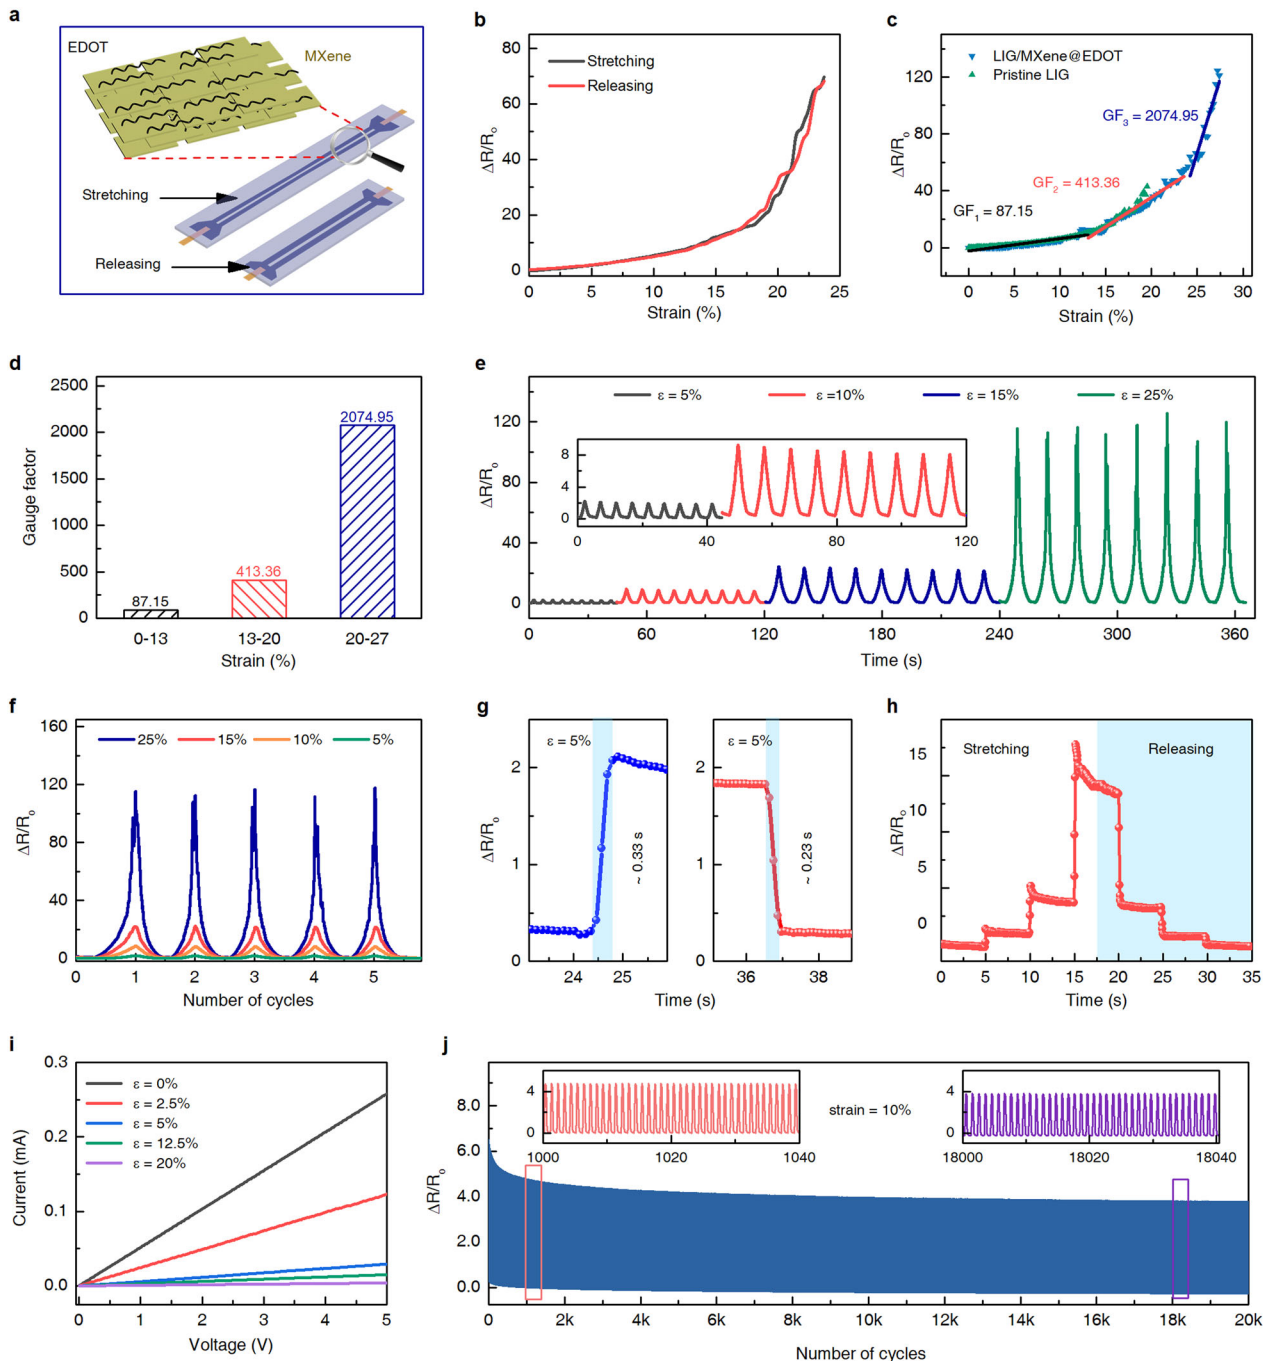 a
EDOT
MXene
Stretching
Releasing
b
80
60
40
20
0
ΔR/R₀
Stretching
Releasing
0 5 10 15 20 25
Strain (%)
c
LIG/MXene@EDOT
Pristine LIG
120
80
40
0
ΔR/R₀
GF₃ = 2074.95
GF₂ = 413.36
GF₁ = 87.15
0 5 10 15 20 25 30
Strain (%)
d
2500
2000
1500
1000
500
0
Gauge factor
2074.95
413.36
87.15
0-13 13-20 20-27
Strain (%)
e
ε = 5% ε =10% ε = 15% ε = 25%
120
80
40
0
ΔR/R₀
8
4
0
0 40 80 120
0 60 120 180 240 300 360
Time (s)
f
160
120
80
40
0
ΔR/R₀
25% 15% 10% 5%
0 1 2 3 4 5
Number of cycles
g
ε = 5%
2
1
0
ΔR/R₀
~ 0.33 s
24 25
ε = 5%
2
1
0
~ 0.23 s
36 38
Time (s)
h
Stretching Releasing
15
10
5
0
ΔR/R₀
0 5 10 15 20 25 30 35
Time (s)
i
0.3
0.2
0.1
0.0
Current (mA)
ε = 0%
ε = 2.5%
ε = 5%
ε = 12.5%
ε = 20%
0 1 2 3 4 5
Voltage (V)
j
8.0
6.0
4.0
2.0
0.0
ΔR/R₀
4
0
1000 1020 1040
strain = 10%
4
0
18000 18020 18040
0 2k 4k 6k 8k 10k 12k 14k 16k 18k 20k
Number of cycles